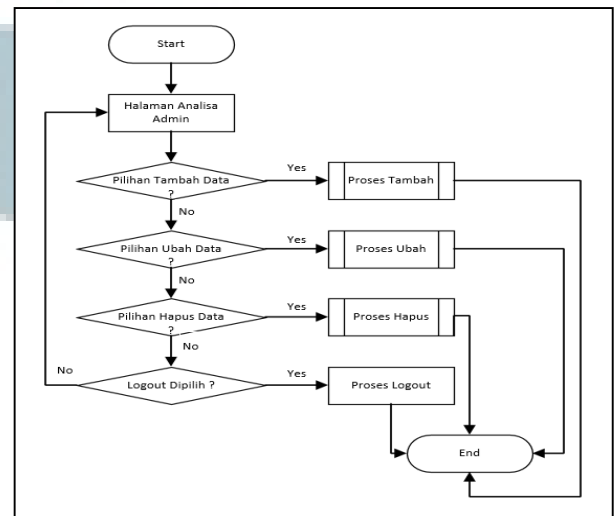 Start
Halaman Analisa
Admin
Pilihan Tambah Data
?
Yes
Proses Tambah
No
Pilihan Ubah Data
?
Yes
Proses Ubah
No
Pilihan Hapus Data
?
Yes
Proses Hapus
No
No
Logout Dipilih ?
Yes
Proses Logout
End